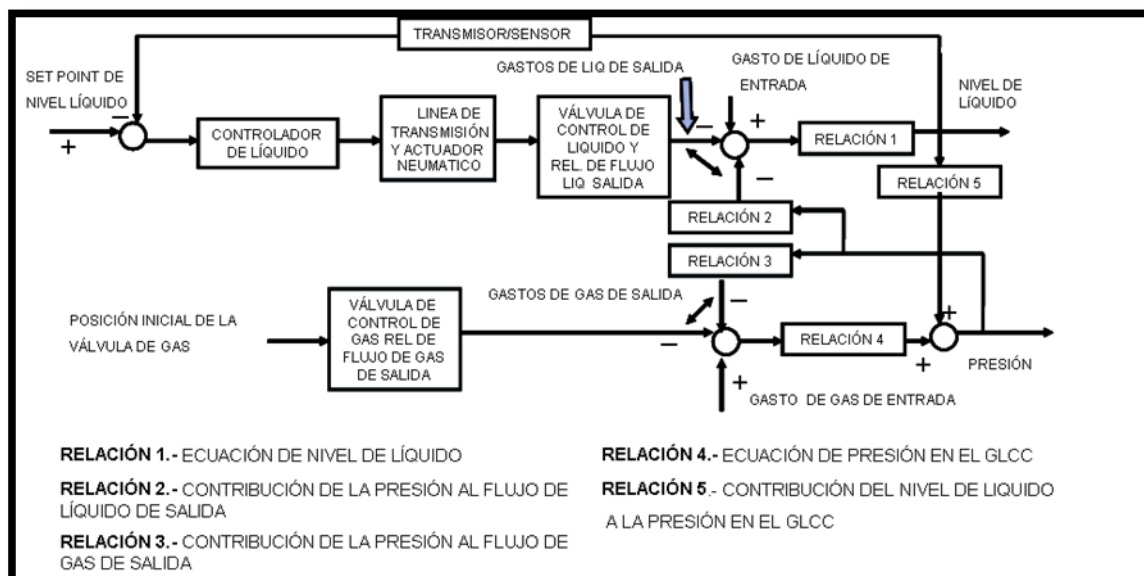 TRANSMISOR/SENSOR
SET POINT DE
NIVEL LÍQUIDO
GASTOS DE LIQ DE SALIDA
GASTO DE LÍQUIDO DE
ENTRADA
NIVEL DE
LÍQUIDO
−
+
CONTROLADOR
DE LÍQUIDO
LINEA DE
TRANSMISIÓN
Y ACTUADOR
NEUMATICO
VÁLVULA DE
CONTROL DE
LIQUIDO Y
REL. DE FLUJO
LIQ SALIDA
−
+
−
RELACIÓN 1
RELACIÓN 5
RELACIÓN 2
RELACIÓN 3
POSICIÓN INICIAL DE LA
VÁLVULA DE GAS
VÁLVULA DE
CONTROL DE
GAS REL DE
FLUJO DE GAS
DE SALIDA
GASTOS DE GAS DE SALIDA
−
−
+
RELACIÓN 4
+
+
PRESIÓN
GASTO DE GAS DE ENTRADA
RELACIÓN 1.- ECUACIÓN DE NIVEL DE LÍQUIDO
RELACIÓN 2.- CONTRIBUCIÓN DE LA PRESIÓN AL FLUJO DE
LÍQUIDO DE SALIDA
RELACIÓN 3.- CONTRIBUCIÓN DE LA PRESIÓN AL FLUJO DE
GAS DE SALIDA
RELACIÓN 4.- ECUACIÓN DE PRESIÓN EN EL GLCC
RELACIÓN 5.- CONTRIBUCIÓN DEL NIVEL DE LIQUIDO
A LA PRESIÓN EN EL GLCC